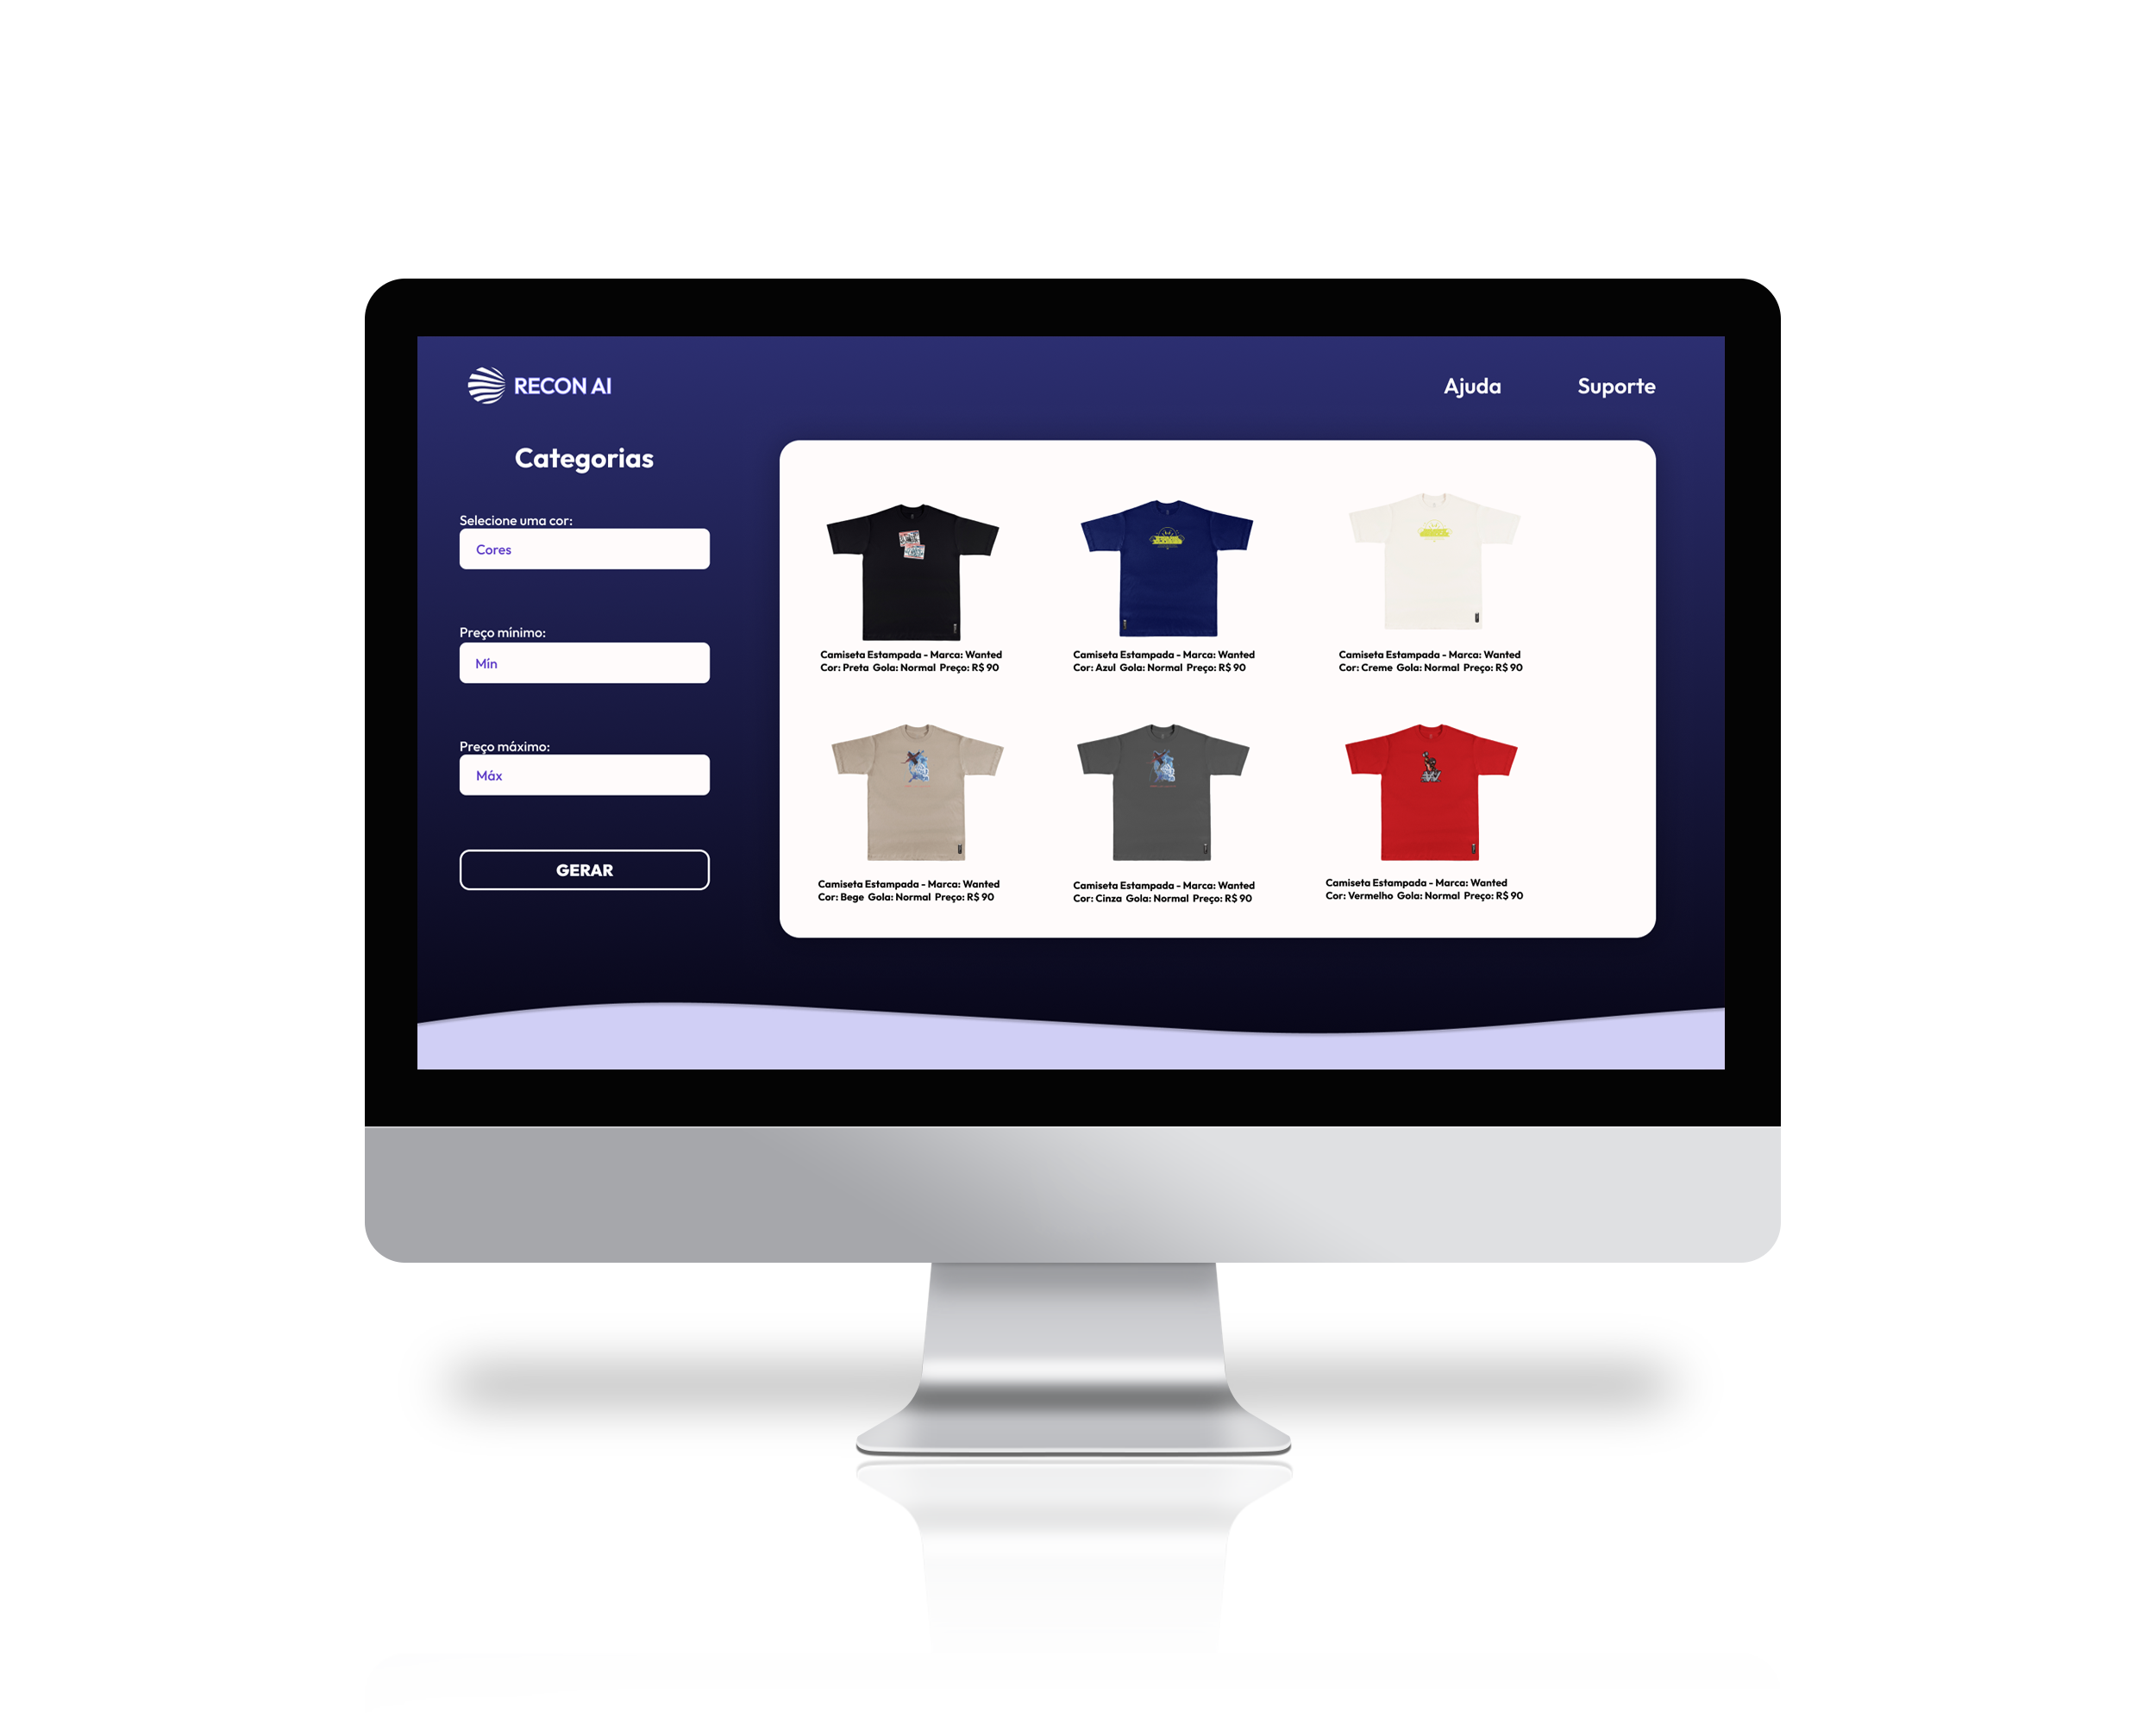 RECON AI
Ajuda
Suporte
Categorias
Selecione uma cor:
Cores
Preço mínimo:
Mín
Preço máximo:
Máx
GERAR
Camiseta Estampada - Marca: Wanted
Cor: Preta Gola: Normal Preço: R$ 90
Camiseta Estampada - Marca: Wanted
Cor: Azul Gola: Normal Preço: R$ 90
Camiseta Estampada - Marca: Wanted
Cor: Creme Gola: Normal Preço: R$ 90
Camiseta Estampada - Marca: Wanted
Cor: Bege Gola: Normal Preço: R$ 90
Camiseta Estampada - Marca: Wanted
Cor: Cinza Gola: Normal Preço: R$ 90
Camiseta Estampada - Marca: Wanted
Cor: Vermelho Gola: Normal Preço: R$ 90